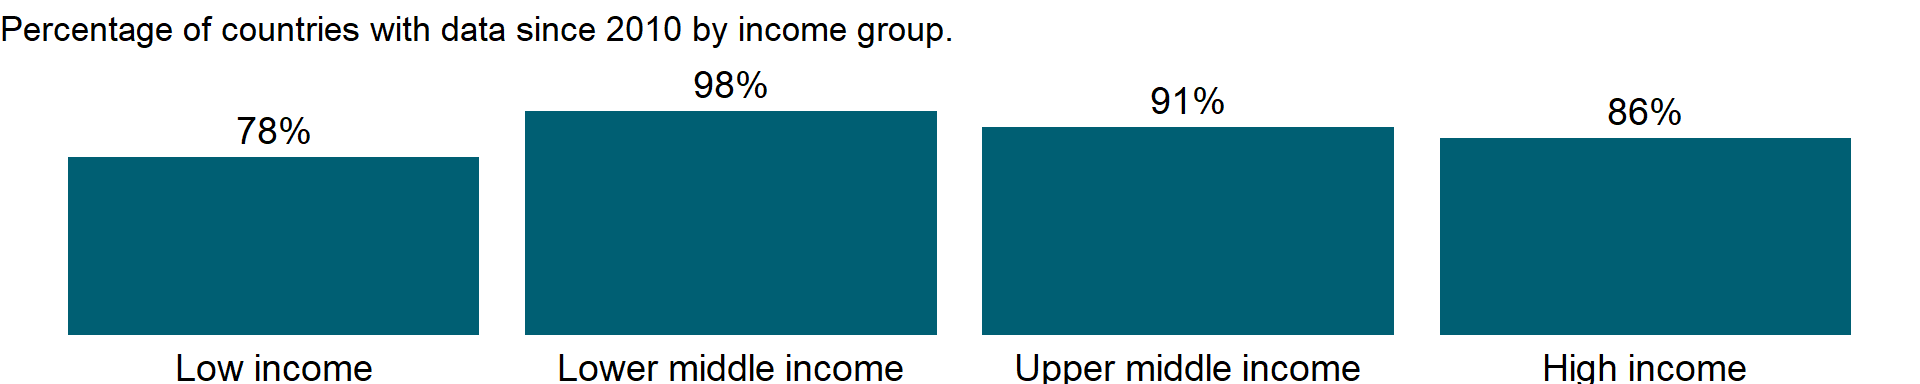 Percentage of countries with data since 2010 by income group.
78%
98%
91%
86%
Low income
Lower middle income
Upper middle income
High income